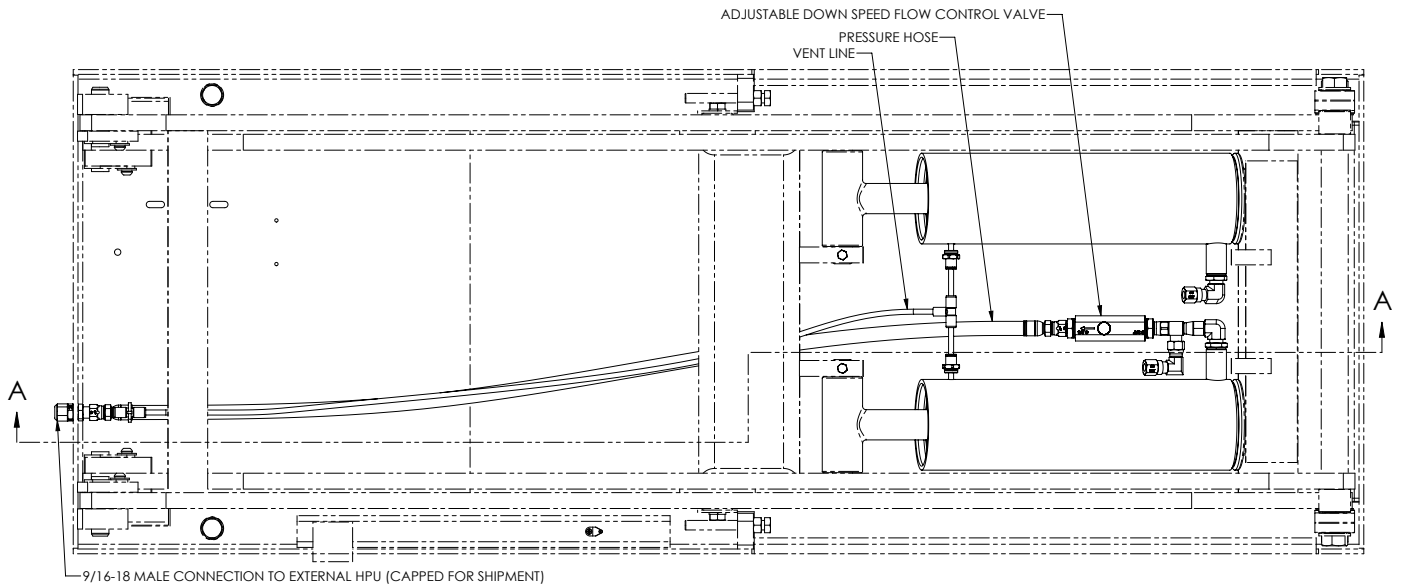 ADJUSTABLE DOWN SPEED FLOW CONTROL VALVE
PRESSURE HOSE
VENT LINE
A
A
9/16-18 MALE CONNECTION TO EXTERNAL HPU (CAPPED FOR SHIPMENT)